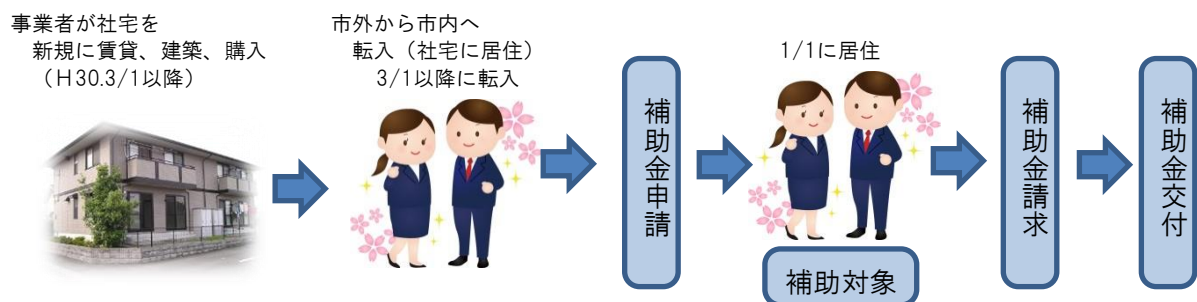 事業者が社宅を
新規に賃貸、建築、購入
（H30.3/1以降）
市外から市内へ
転入（社宅に居住）
3/1以降に転入
補助金申請
1/1に居住
補助対象
補助金請求
補助金交付